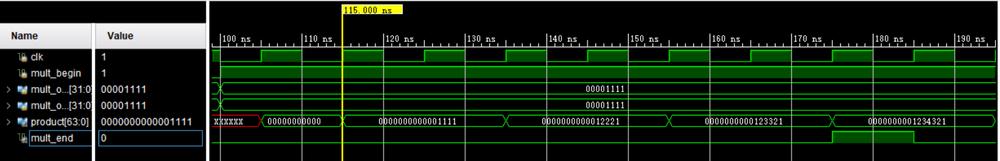 115.000 ns
Name Value
100 ns 110 ns 120 ns 130 ns 140 ns 150 ns 160 ns 170 ns 180 ns 190 ns
clk 1
mult_begin 1
mult_o...[31:0] 00001111 00001111
mult_o...[31:0] 00001111 00001111
product[63:0] 0000000000001111 XXXXXX 00000000000 0000000000001111 0000000000012221 0000000000123321 0000000001234321
mult_end 0